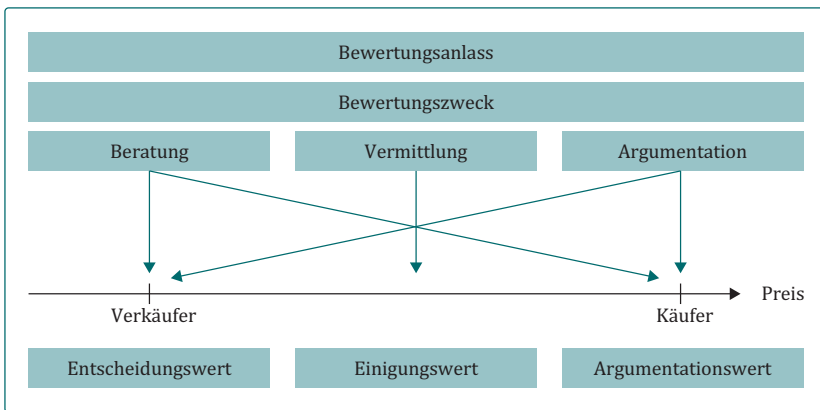 Bewertungsanlass
Bewertungszweck
Beratung Vermittlung Argumentation
Preis
Verkäufer Käufer
Entscheidungswert Einigungswert Argumentationswert